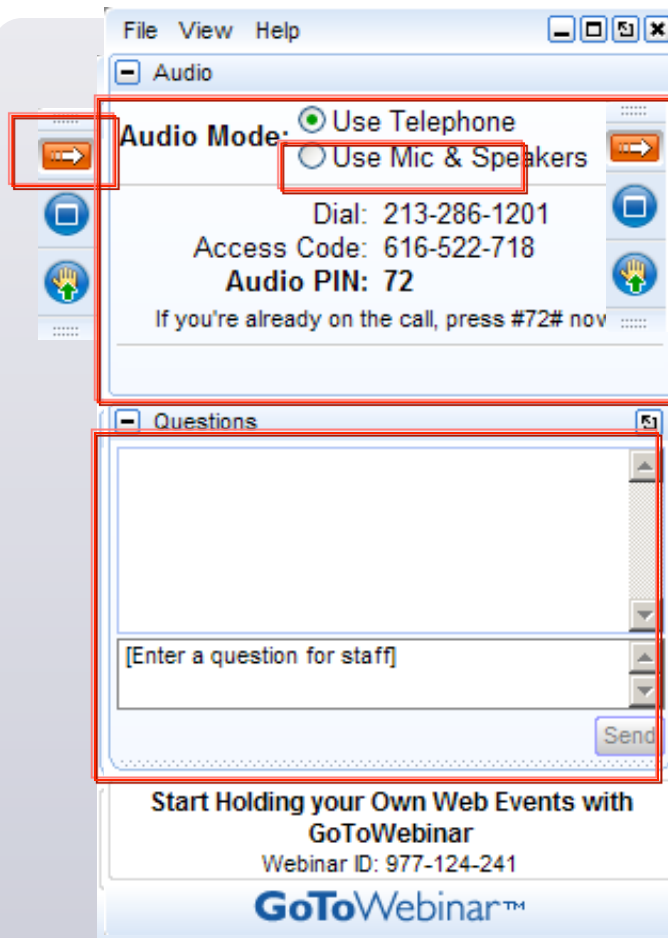 File View Help
Audio
Audio Mode: Use Telephone
Use Mic & Speakers
Dial: 213-286-1201
Access Code: 616-522-718
Audio PIN: 72
If you're already on the call, press #72# now
Questions
[Enter a question for staff]
Send
Start Holding your Own Web Events with
GoToWebinar
Webinar ID: 977-124-241
GoToWebinar™